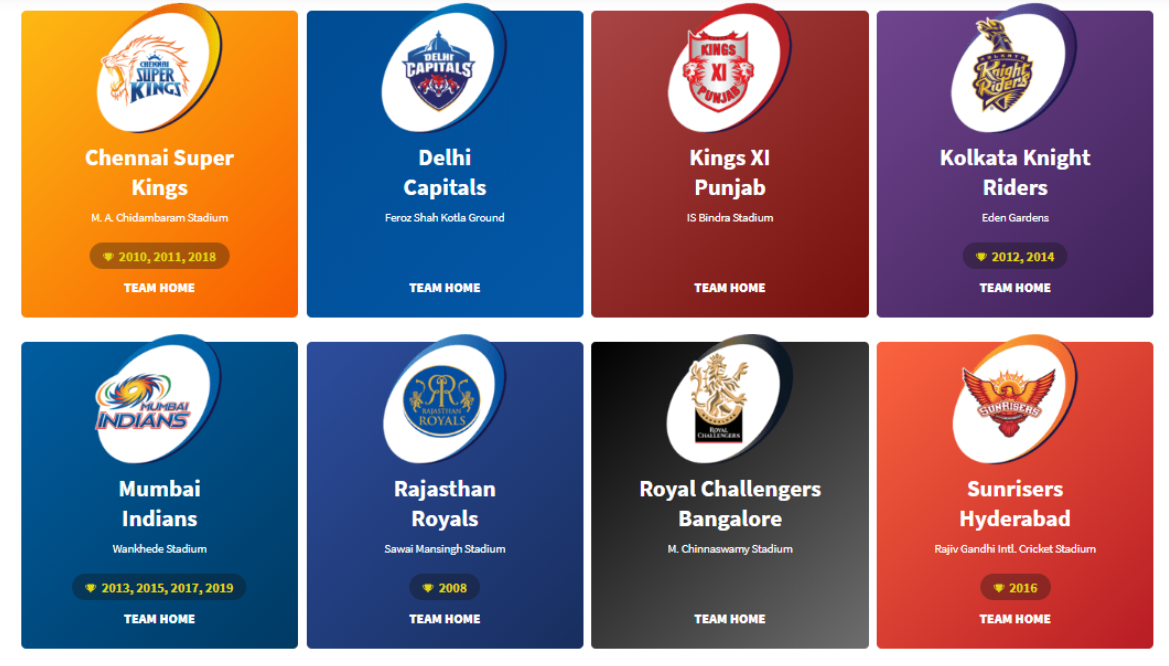 CHENNAI
SUPER
KINGS
Chennai Super
Kings
M. A. Chidambaram Stadium
2010, 2011, 2018
TEAM HOME
DELHI
CAPITALS
Delhi
Capitals
Feroz Shah Kotla Ground
TEAM HOME
KINGS
XI
PUNJAB
Kings XI
Punjab
IS Bindra Stadium
TEAM HOME
KOLKATA
Knight
Riders
Kolkata Knight
Riders
Eden Gardens
2012, 2014
TEAM HOME
MUMBAI
INDIANS
Mumbai
Indians
Wankhede Stadium
2013, 2015, 2017, 2019
TEAM HOME
RR
RAJASTHAN
ROYALS
Rajasthan
Royals
Sawai Mansingh Stadium
2008
TEAM HOME
ROYAL
CHALLENGERS
Royal Challengers
Bangalore
M. Chinnaswamy Stadium
TEAM HOME
SUNRISERS
Sunrisers
Hyderabad
Rajiv Gandhi Intl. Cricket Stadium
2016
TEAM HOME